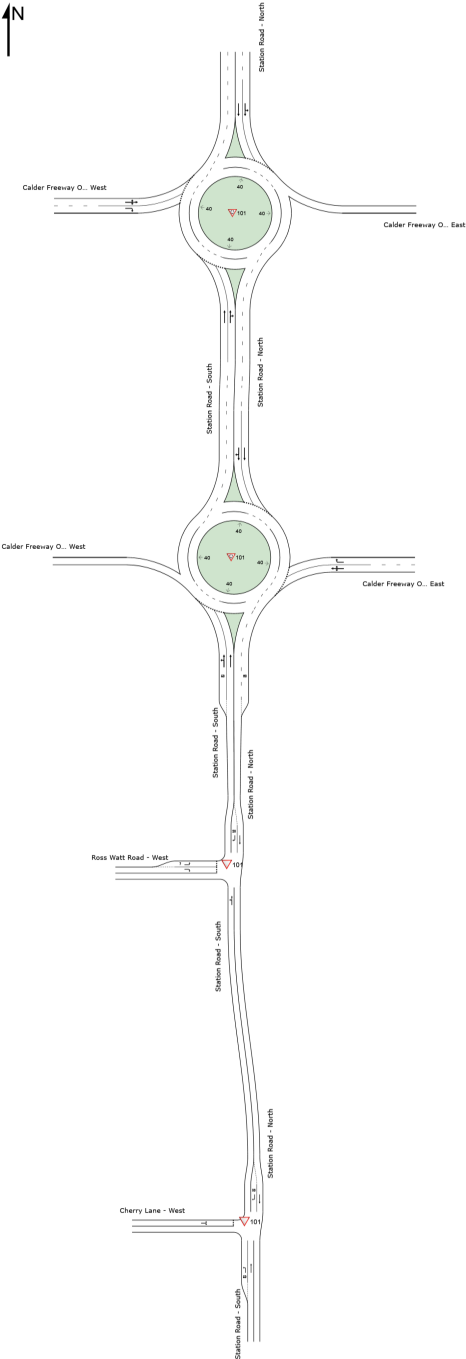 N
Station Road - North
Calder Freeway O... West
40
40
101
40
40
Calder Freeway O... East
Station Road - South
Station Road - North
Calder Freeway O... West
40
40
101
40
40
Calder Freeway O... East
Station Road - South
Station Road - North
Ross Watt Road - West
101
Station Road - South
Station Road - North
Cherry Lane - West
101
Station Road - South